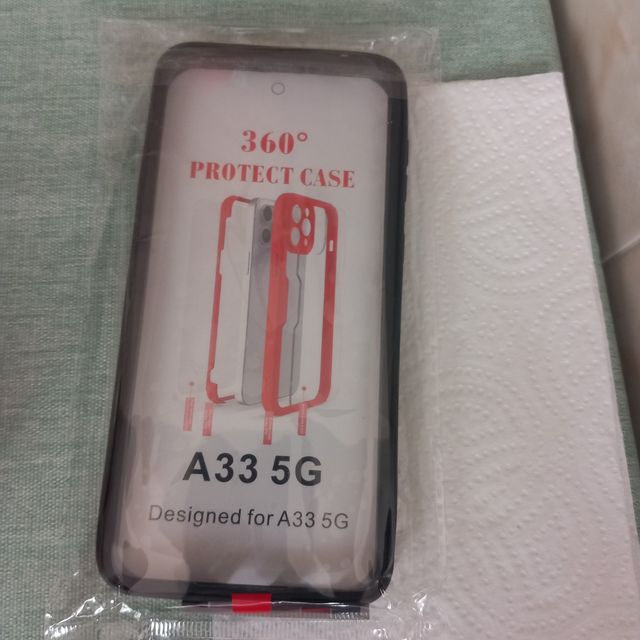 360°
PROTECT CASE
A33 5G
Designed for A33 5G